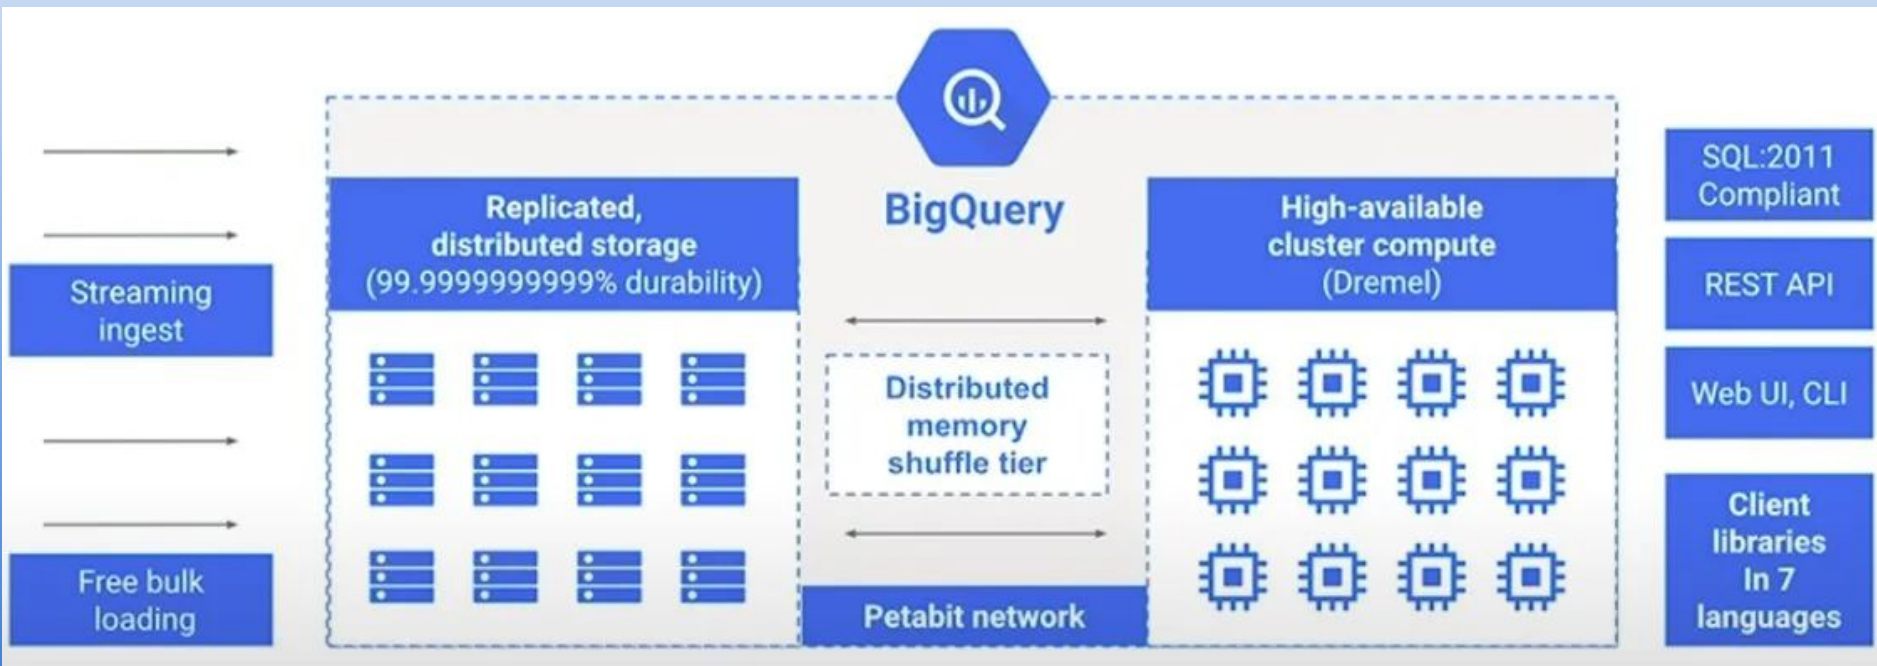 Streaming
ingest
Free bulk
loading
Replicated,
distributed storage
(99.9999999999% durability)
BigQuery
Distributed
memory
shuffle tier
Petabit network
High-available
cluster compute
(Dremel)
SQL:2011
Compliant
REST API
Web UI, CLI
Client
libraries
In 7
languages